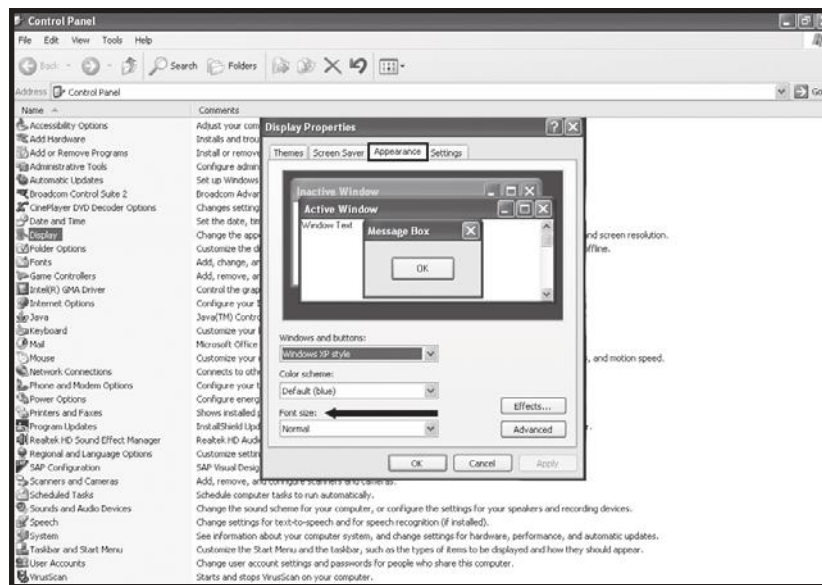 Control Panel
File Edit View Tools Help
Back Search Folders
Address Control Panel Go
Name Comments
Accessibility Options Adjust your com
Add Hardware Installs and trou
Add or Remove Programs Install or remove
Administrative Tools Configure admin
Automatic Updates Set up Windows
Broadcom Control Suite 2 Broadcom Advan
CinePlayer DVD Decoder Options Changes setting
Date and Time Set the date, tim
Display Change the appe nd screen resolution.
Folder Options Customize the di ffline.
Fonts Add, change, an
Game Controllers Add, remove, an
Intel(R) GMA Driver Control the grap
Internet Options Configure your I
Java Java(TM) Contro
Keyboard Customize your
Mail Microsoft Office
Mouse Customize your , and motion speed.
Network Connections Connects to oth
Phone and Modem Options Configure your t
Power Options Configure energ
Printers and Faxes Shows installed p
Program Updates InstallShield Upd r.
Realtek HD Sound Effect Manager Realtek HD Audi
Regional and Language Options Customize settin
SAP Configuration SAP Visual Desig
Scanners and Cameras Add, remove, and configure scanners and cameras.
Scheduled Tasks Schedule computer tasks to run automatically.
Sounds and Audio Devices Change the sound scheme for your computer, or configure the settings for your speakers and recording devices.
Speech Change settings for text-to-speech and for speech recognition (if installed).
System See information about your computer system, and change settings for hardware, performance, and automatic updates.
Taskbar and Start Menu Customize the Start Menu and the taskbar, such as the types of items to be displayed and how they should appear.
User Accounts Change user account settings and passwords for people who share this computer.
VirusScan Starts and stops VirusScan on your computer.
Display Properties
Themes Screen Saver Appearance Settings
Inactive Window
Active Window
Window Text
Message Box
OK
Windows and buttons:
Windows XP style
Color scheme:
Default (blue)
Font size:
Effects...
Normal
Advanced
OK Cancel Apply